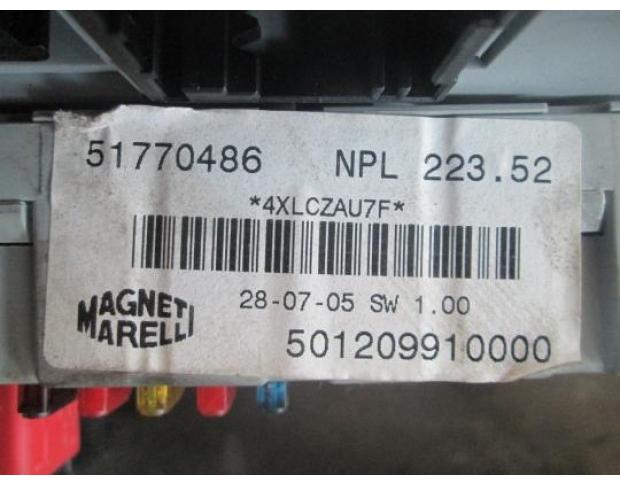 51770486 NPL 223.52
*4XLCZAU7F*
MAGNETI
MARELLI
28-07-05 SW 1.00
501209910000